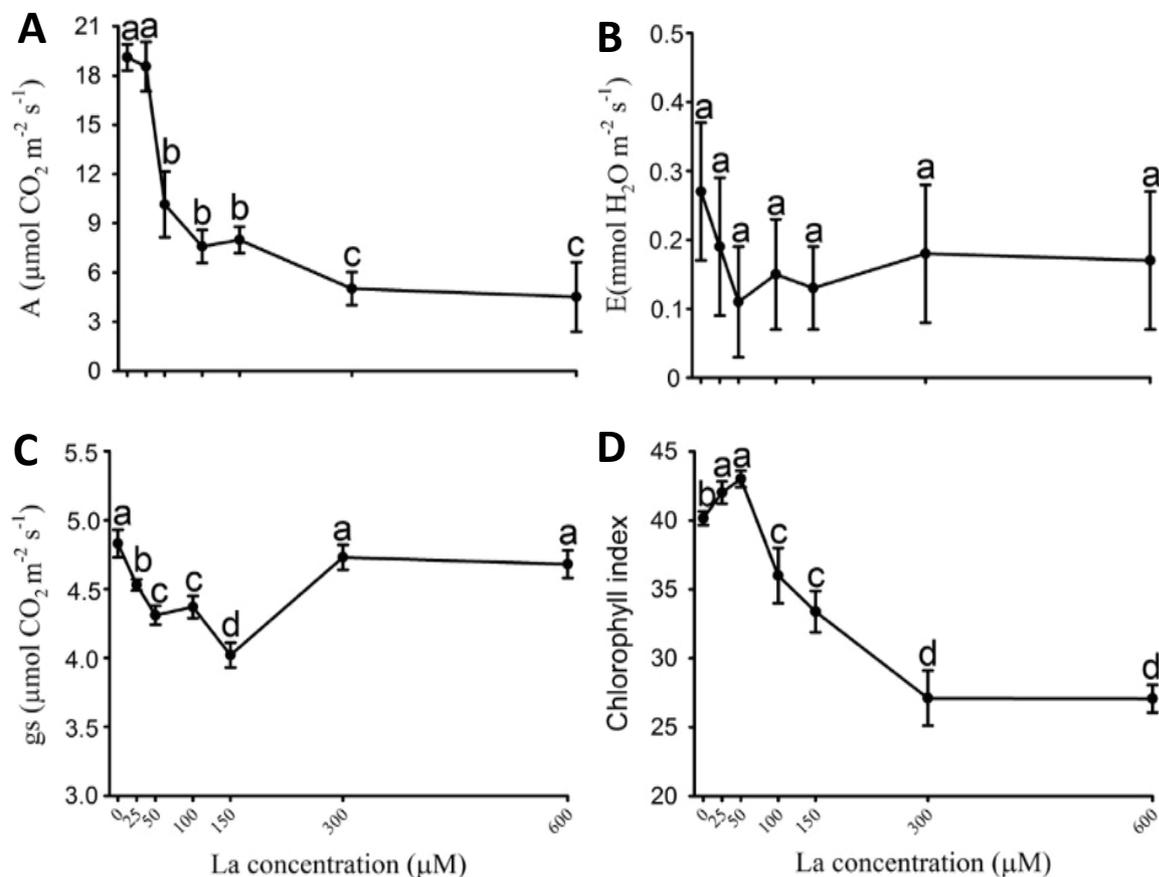 A
21
18
15
12
9
6
3
0
A (µmol CO₂ m⁻² s⁻¹)
a a
b
b b
c c
B
0.5
0.4
0.3
0.2
0.1
0
E(mmol H₂O m⁻² s⁻¹)
a
a
a a a a a
C
5.5
5.0
4.5
4.0
3.5
3.0
gs (µmol CO₂ m⁻² s⁻¹)
a b c c d a a
0 25 50 100 150 300 600
La concentration (µM)
D
45
40
35
30
25
20
Chlorophyll index
b a a c c d d
0 25 50 100 150 300 600
La concentration (µM)